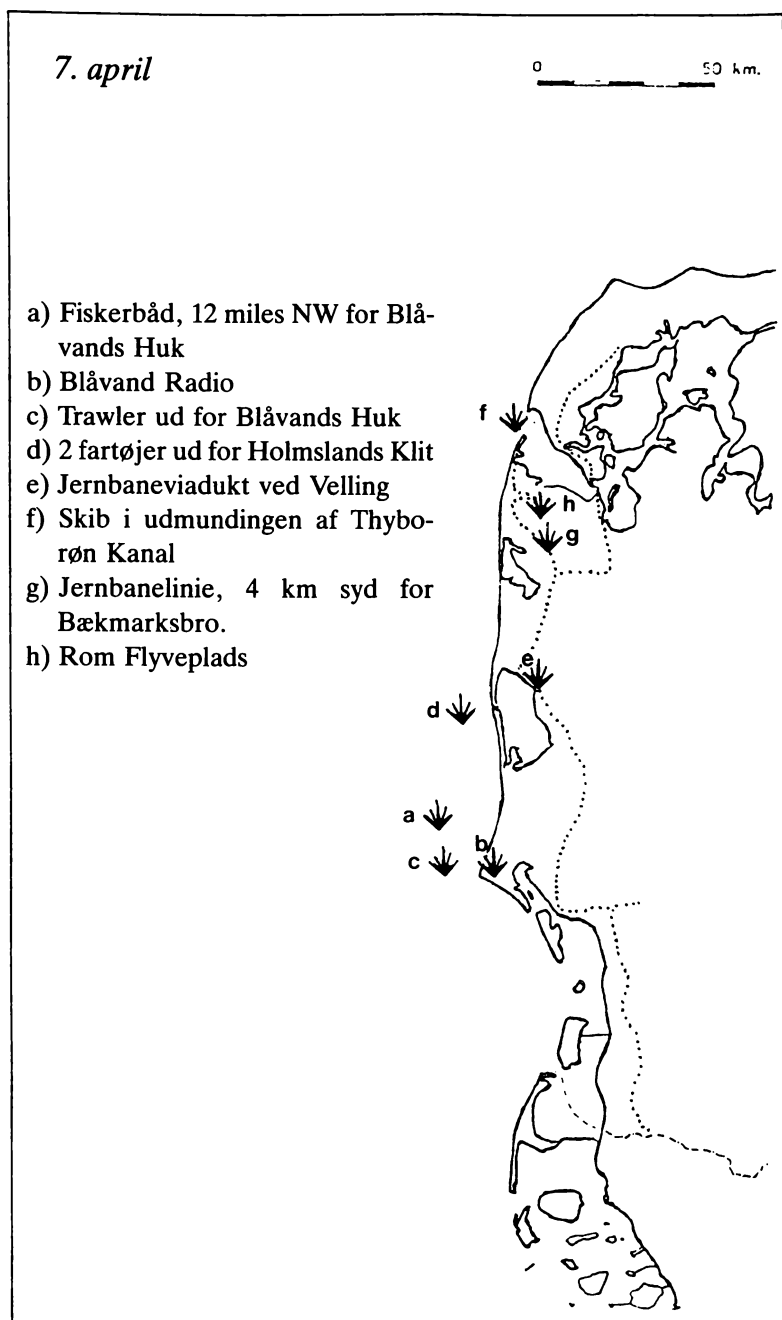 7. april
0 50 km.
a) Fiskerbåd, 12 miles NW for Blå-
vands Huk
b) Blåvand Radio
c) Trawler ud for Blåvands Huk
d) 2 fartøjer ud for Holmslands Klit
e) Jernbaneviadukt ved Velling
f) Skib i udmundingen af Thybo-
røn Kanal
g) Jernbanelinie, 4 km syd for
Bækmarksbro.
h) Rom Flyveplads
f
h
g
e
d
a
b
c